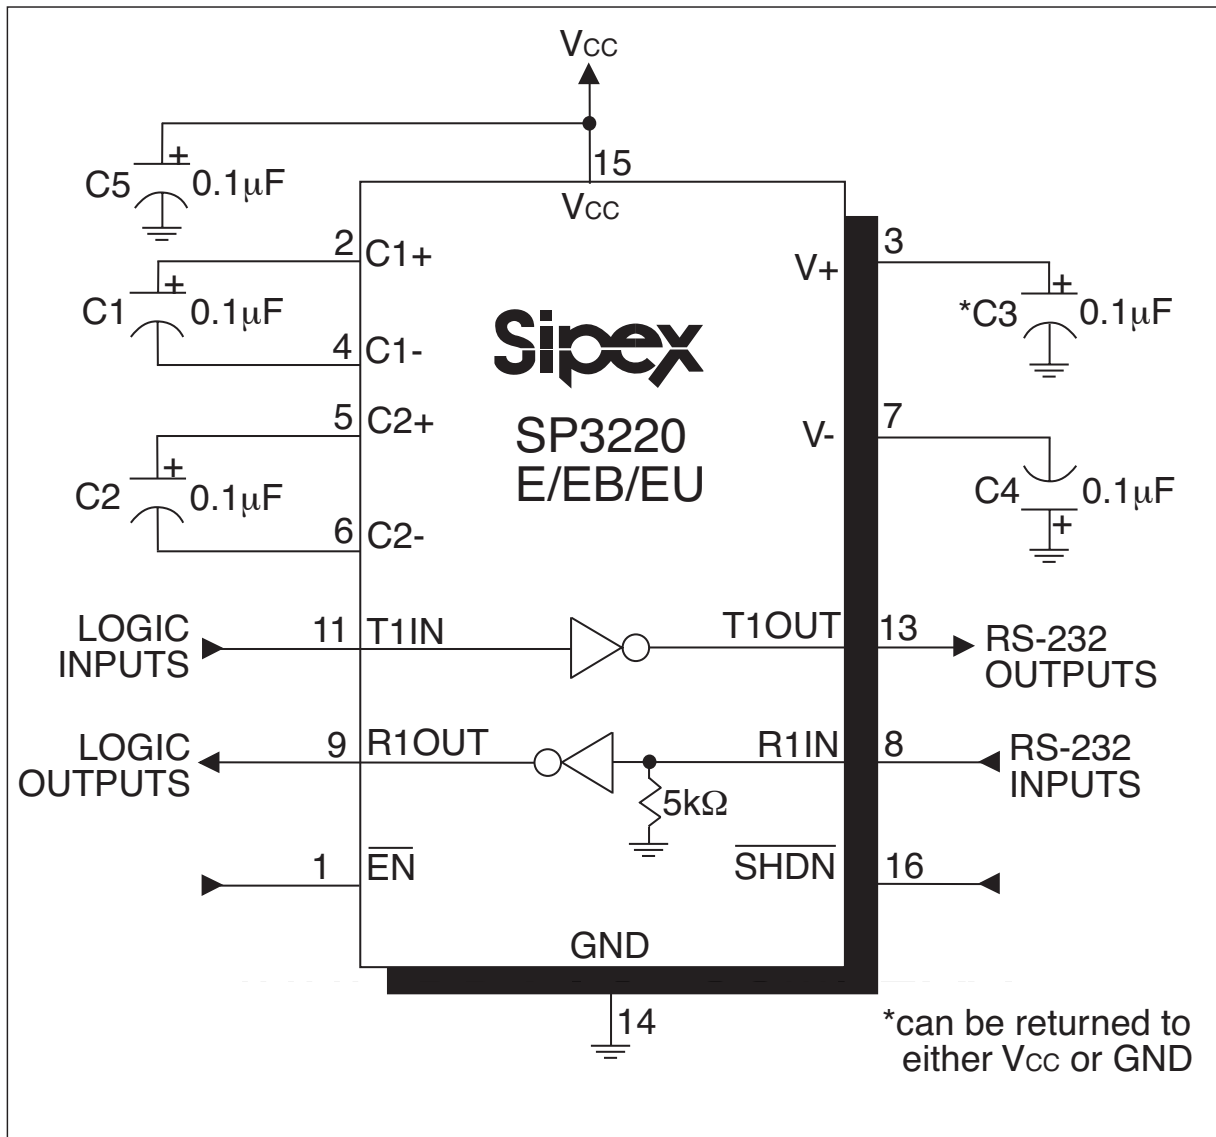 VCC
15
VCC
+
C5 0.1μF
2 C1+
+
C1 0.1μF
4 C1-
5 C2+
+
C2 0.1μF
6 C2-
V+ 3
+
*C3 0.1μF
V- 7
C4 0.1μF
+
Sipex
SP3220
E/EB/EU
LOGIC
INPUTS
11 T1IN
T1OUT 13
RS-232
OUTPUTS
LOGIC
OUTPUTS
9 R1OUT
R1IN 8
RS-232
INPUTS
5kΩ
1 EN
SHDN 16
GND
14
*can be returned to
either VCC or GND